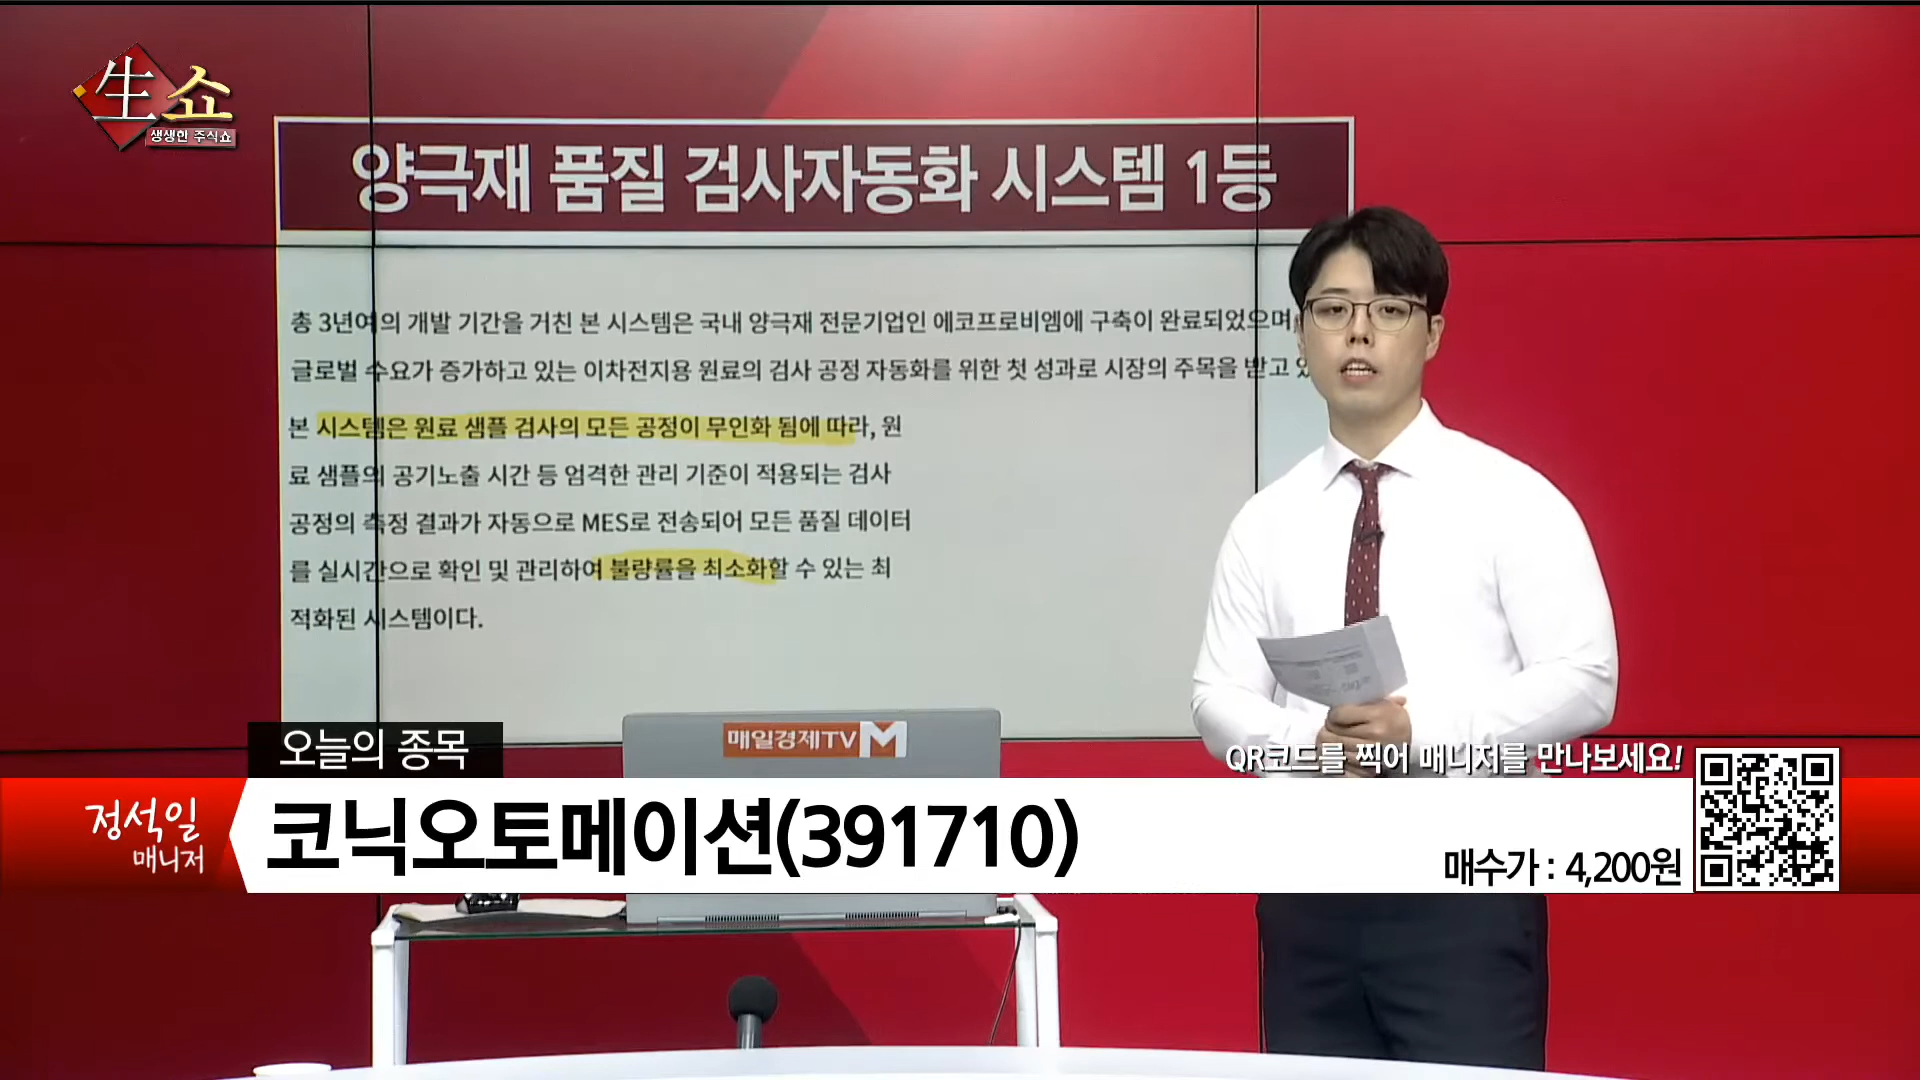 生쇼
생생한 주식쇼
양극재 품질 검사자동화 시스템 1등
총 3년여의 개발 기간을 거친 본 시스템은 국내 양극재 전문기업인 에코프로비엠에 구축이 완료되었으며,
글로벌 수요가 증가하고 있는 이차전지용 원료의 검사 공정 자동화를 위한 첫 성과로 시장의 주목을 받고
본 시스템은 원료 샘플 검사의 모든 공정이 무인화 됨에 따라, 원
료 샘플의 공기노출 시간 등 엄격한 관리 기준이 적용되는 검사
공정의 측정 결과가 자동으로 MES로 전송되어 모든 품질 데이터
를 실시간으로 확인 및 관리하여 불량률을 최소화할 수 있는 최
적화된 시스템이다.
매일경제TV M
오늘의 종목
QR코드를 찍어 매니저를 만나보세요!
정석일
매니저
코닉오토메이션(391710)
매수가 : 4,200원